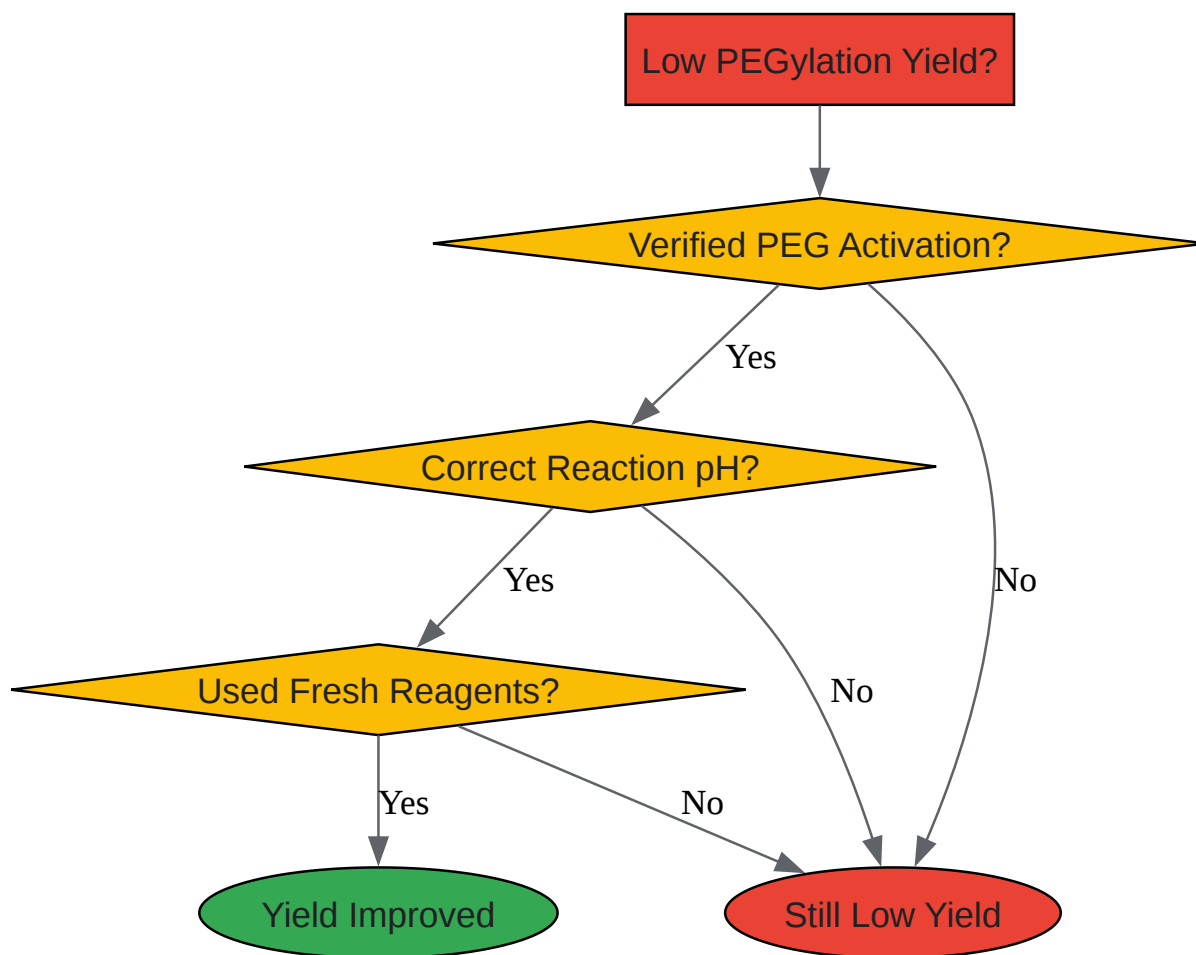 Low PEGylation Yield?
Verified PEG Activation?
Yes
Correct Reaction pH?
Yes
No
Used Fresh Reagents?
No
Yes
No
Yield Improved
Still Low Yield